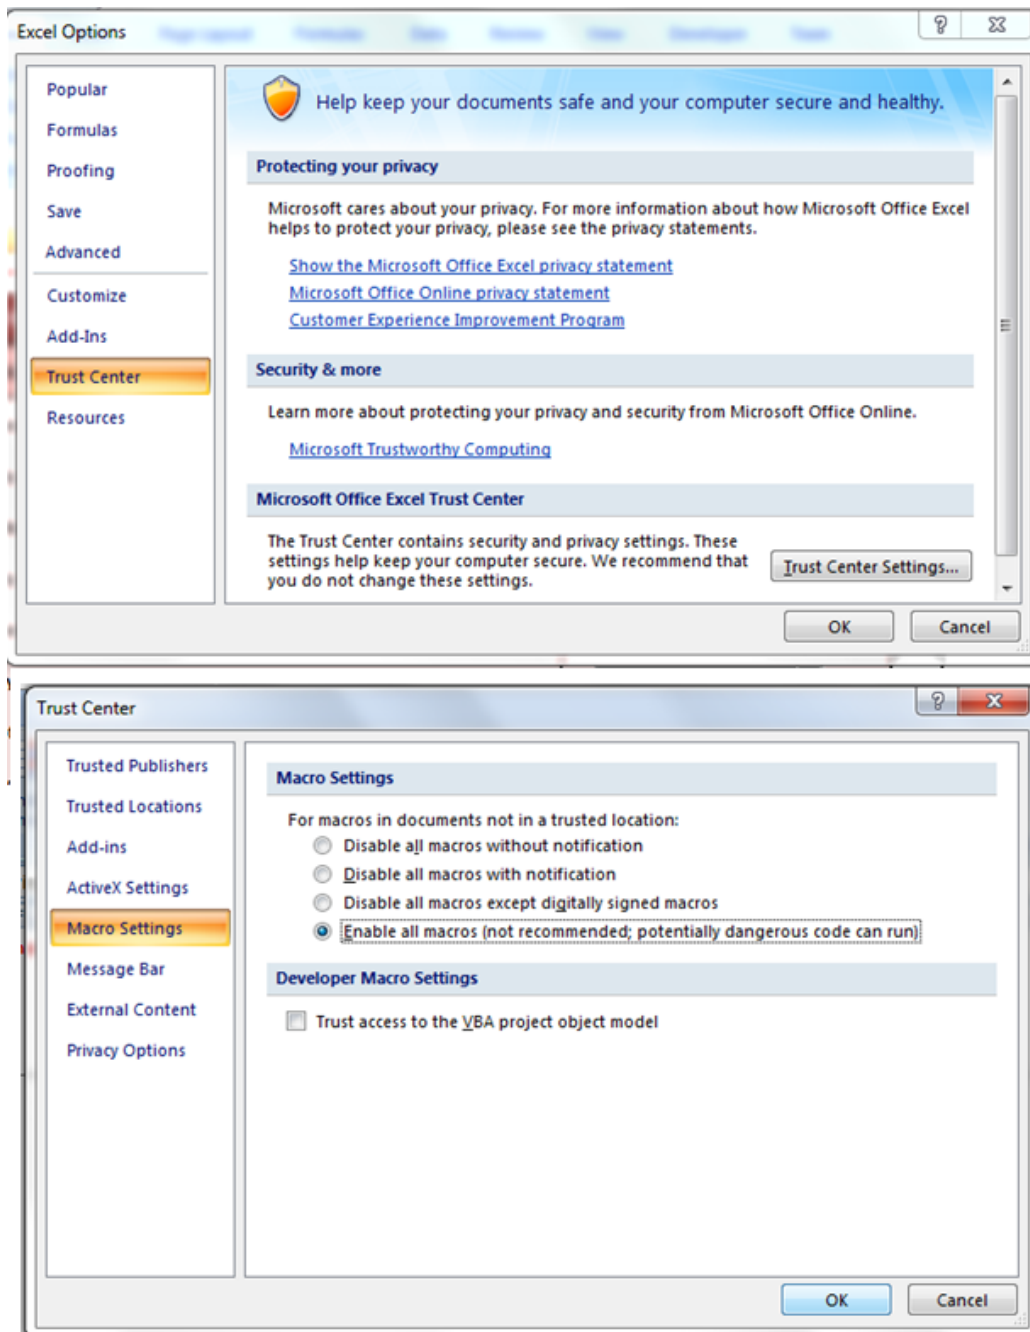 Excel Options
Popular
Formulas
Proofing
Save
Advanced
Customize
Add-Ins
Trust Center
Resources
Help keep your documents safe and your computer secure and healthy.
Protecting your privacy
Microsoft cares about your privacy. For more information about how Microsoft Office Excel
helps to protect your privacy, please see the privacy statements.
Show the Microsoft Office Excel privacy statement
Microsoft Office Online privacy statement
Customer Experience Improvement Program
Security & more
Learn more about protecting your privacy and security from Microsoft Office Online.
Microsoft Trustworthy Computing
Microsoft Office Excel Trust Center
The Trust Center contains security and privacy settings. These
settings help keep your computer secure. We recommend that
you do not change these settings.
Trust Center Settings...
OK
Cancel
Trust Center
Trusted Publishers
Trusted Locations
Add-ins
ActiveX Settings
Macro Settings
Message Bar
External Content
Privacy Options
Macro Settings
For macros in documents not in a trusted location:
Disable all macros without notification
Disable all macros with notification
Disable all macros except digitally signed macros
Enable all macros (not recommended; potentially dangerous code can run)
Developer Macro Settings
Trust access to the VBA project object model
OK
Cancel